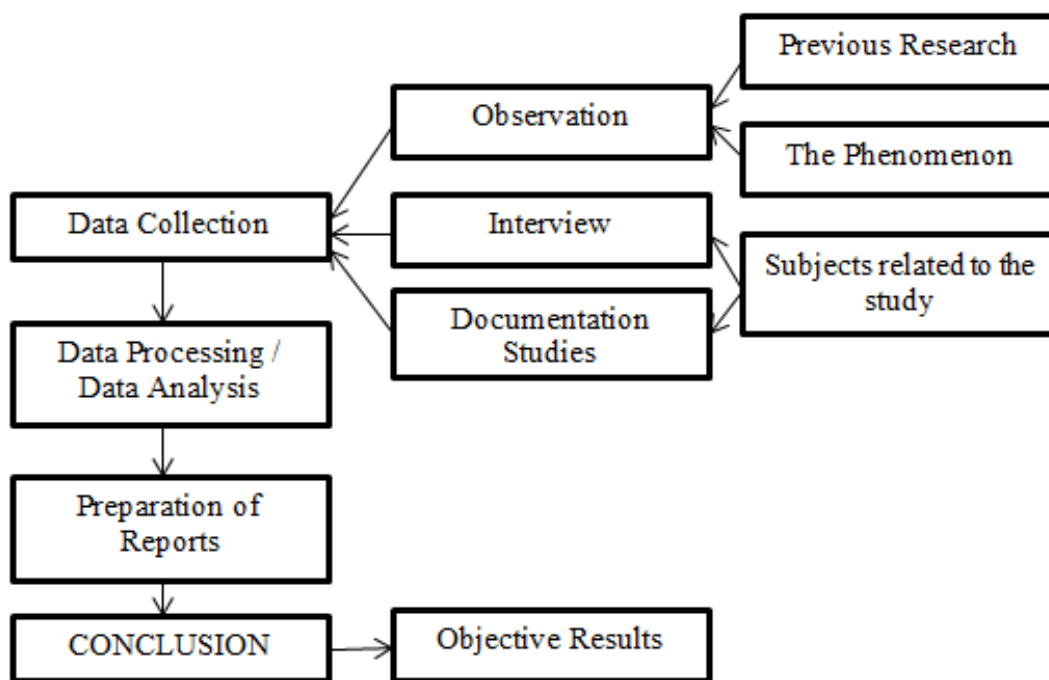 Previous Research
Observation
The Phenomenon
Data Collection
Interview
Subjects related to the
study
Documentation
Studies
Data Processing /
Data Analysis
Preparation of
Reports
CONCLUSION
Objective Results